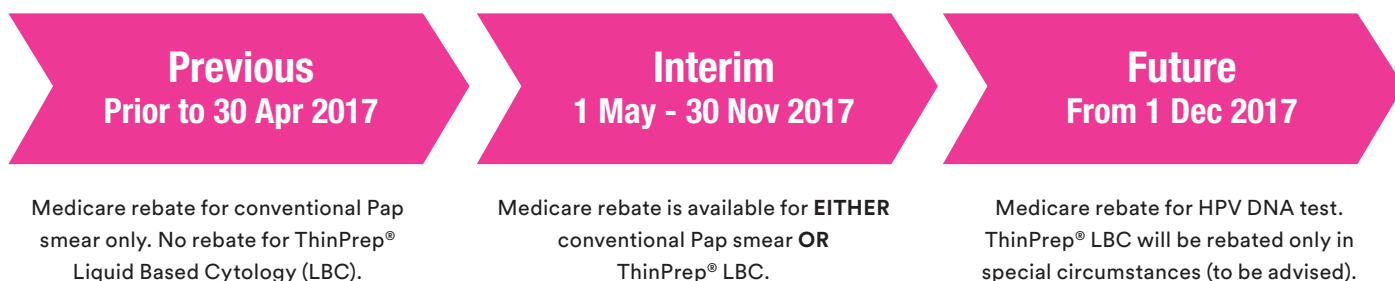 Previous
Prior to 30 Apr 2017
Medicare rebate for conventional Pap
smear only. No rebate for ThinPrep®
Liquid Based Cytology (LBC).
Interim
1 May - 30 Nov 2017
Medicare rebate is available for EITHER
conventional Pap smear OR
ThinPrep® LBC.
Future
From 1 Dec 2017
Medicare rebate for HPV DNA test.
ThinPrep® LBC will be rebated only in
special circumstances (to be advised).